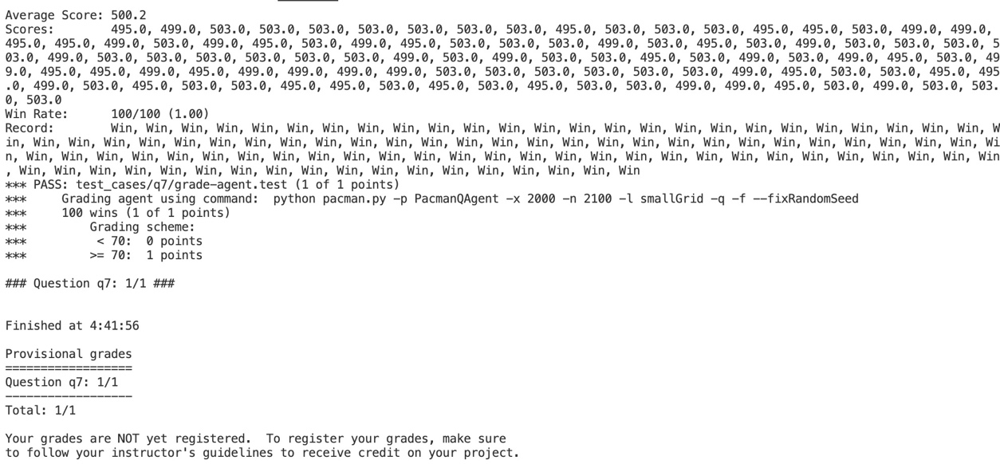 Average Score: 500.2
Scores:        495.0, 499.0, 503.0, 503.0, 503.0, 503.0, 503.0, 503.0, 503.0, 495.0, 503.0, 503.0, 503.0, 495.0, 495.0, 503.0, 499.0, 499.0,
495.0, 495.0, 499.0, 503.0, 499.0, 495.0, 503.0, 499.0, 495.0, 503.0, 503.0, 503.0, 499.0, 503.0, 495.0, 503.0, 499.0, 503.0, 503.0, 503.0, 5
03.0, 499.0, 503.0, 503.0, 503.0, 503.0, 503.0, 503.0, 499.0, 503.0, 499.0, 503.0, 503.0, 495.0, 503.0, 499.0, 503.0, 499.0, 495.0, 503.0, 49
9.0, 495.0, 495.0, 499.0, 495.0, 499.0, 499.0, 499.0, 499.0, 503.0, 495.0, 503.0, 503.0, 499.0, 503.0, 503.0, 503.0, 503.0, 495.0, 495.0, 495
.0, 499.0, 503.0, 495.0, 503.0, 503.0, 495.0, 495.0, 503.0, 495.0, 503.0, 495.0, 503.0, 503.0, 499.0, 499.0, 495.0, 503.0, 499.0, 503.0, 503.
0, 503.0
Win Rate:      100/100 (1.00)
Record:        Win, Win, Win, Win, Win, Win, Win, Win, Win, Win, Win, Win, Win, Win, Win, Win, Win, Win, Win, Win, Win, Win, Win, Win, Win, W
in, Win, Win, Win, Win, Win, Win, Win, Win, Win, Win, Win, Win, Win, Win, Win, Win, Win, Win, Win, Win, Win, Win, Win, Win, Win, Win, Win, Wi
n, Win, Win, Win, Win, Win, Win, Win, Win, Win, Win, Win, Win, Win, Win, Win, Win, Win, Win, Win, Win, Win, Win, Win, Win, Win, Win, Win, Win
, Win, Win, Win, Win, Win, Win, Win, Win, Win, Win, Win, Win, Win, Win, Win, Win, Win, Win
*** PASS: test_cases/q7/grade-agent.test (1 of 1 points)
***     Grading agent using command:  python pacman.py -p PacmanQAgent -x 2000 -n 2100 -l smallGrid -q -f --fixRandomSeed
***     100 wins (1 of 1 points)
***         Grading scheme:
***          < 70:  0 points
***         >= 70:  1 points
### Question q7: 1/1 ###
Finished at 4:41:56
Provisional grades
==================
Question q7: 1/1
------------------
Total: 1/1
Your grades are NOT yet registered.  To register your grades, make sure
to follow your instructor's guidelines to receive credit on your project.